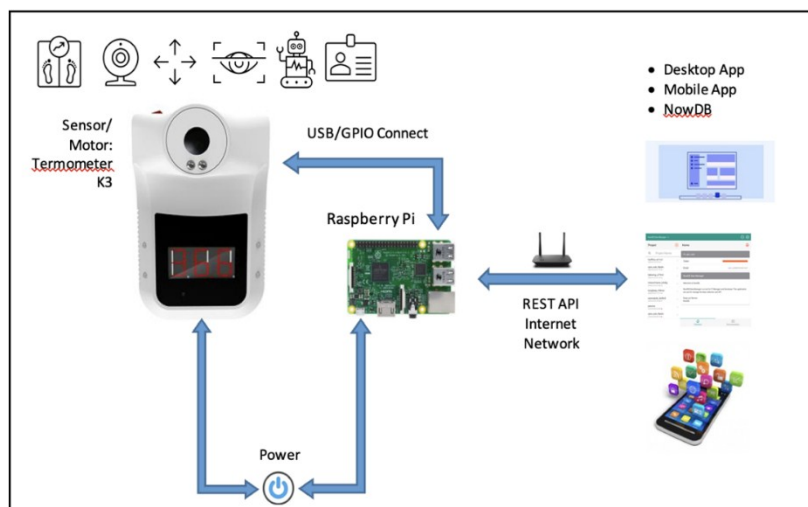 Sensor/
Motor:
Termometer
K3
USB/GPIO Connect
Raspberry Pi
REST API
Internet
Network
Power
• Desktop App
• Mobile App
• NowDB